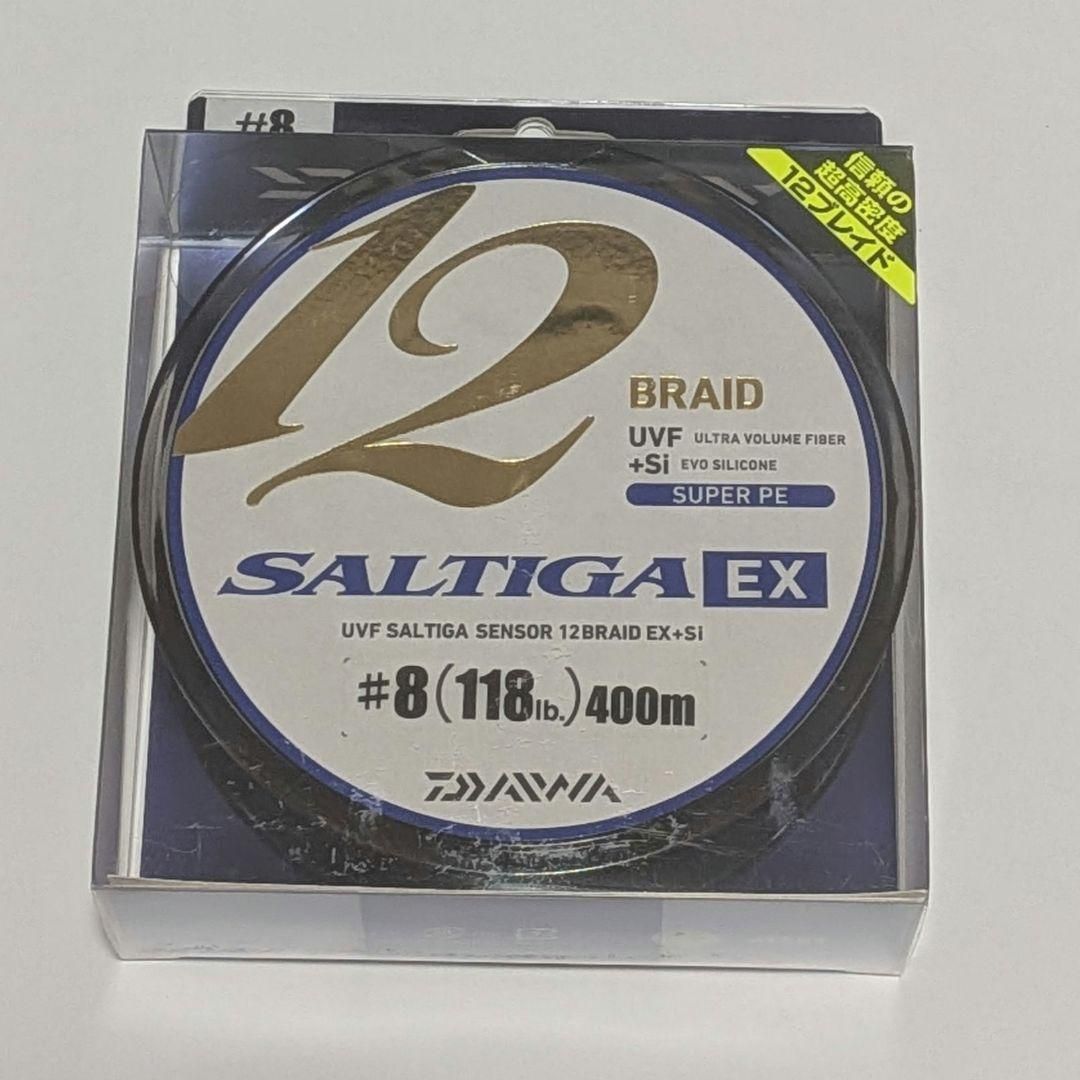 #8
信頼の
超高密度
12ブレイド
12
BRAID
UVF ULTRA VOLUME FIBER
+Si EVO SILICONE
SUPER PE
SALTIGA EX
UVF SALTIGA SENSOR 12BRAID EX+Si
#8(118lb.)400m
DAIWA